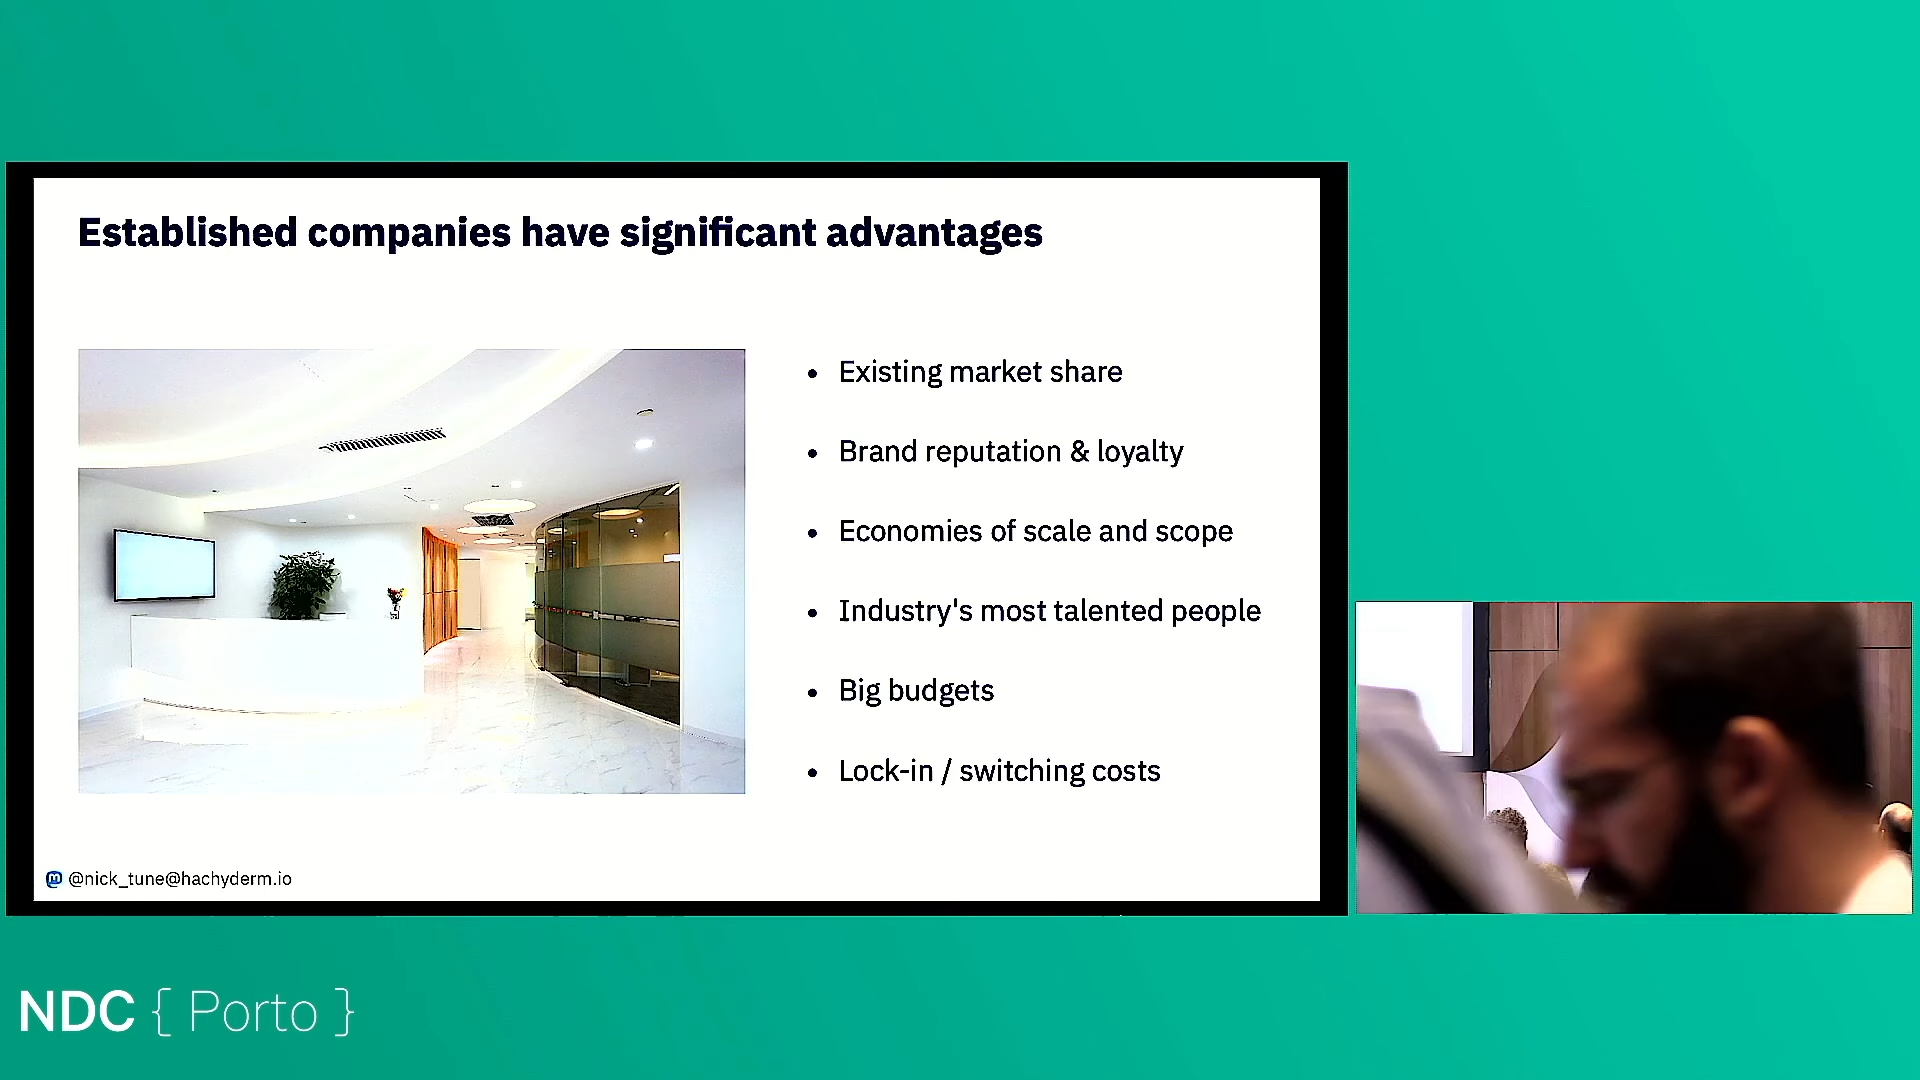 Established companies have significant advantages
• Existing market share
• Brand reputation & loyalty
• Economies of scale and scope
• Industry's most talented people
• Big budgets
• Lock-in / switching costs
@nick_tune@hachyderm.io
NDC { Porto }